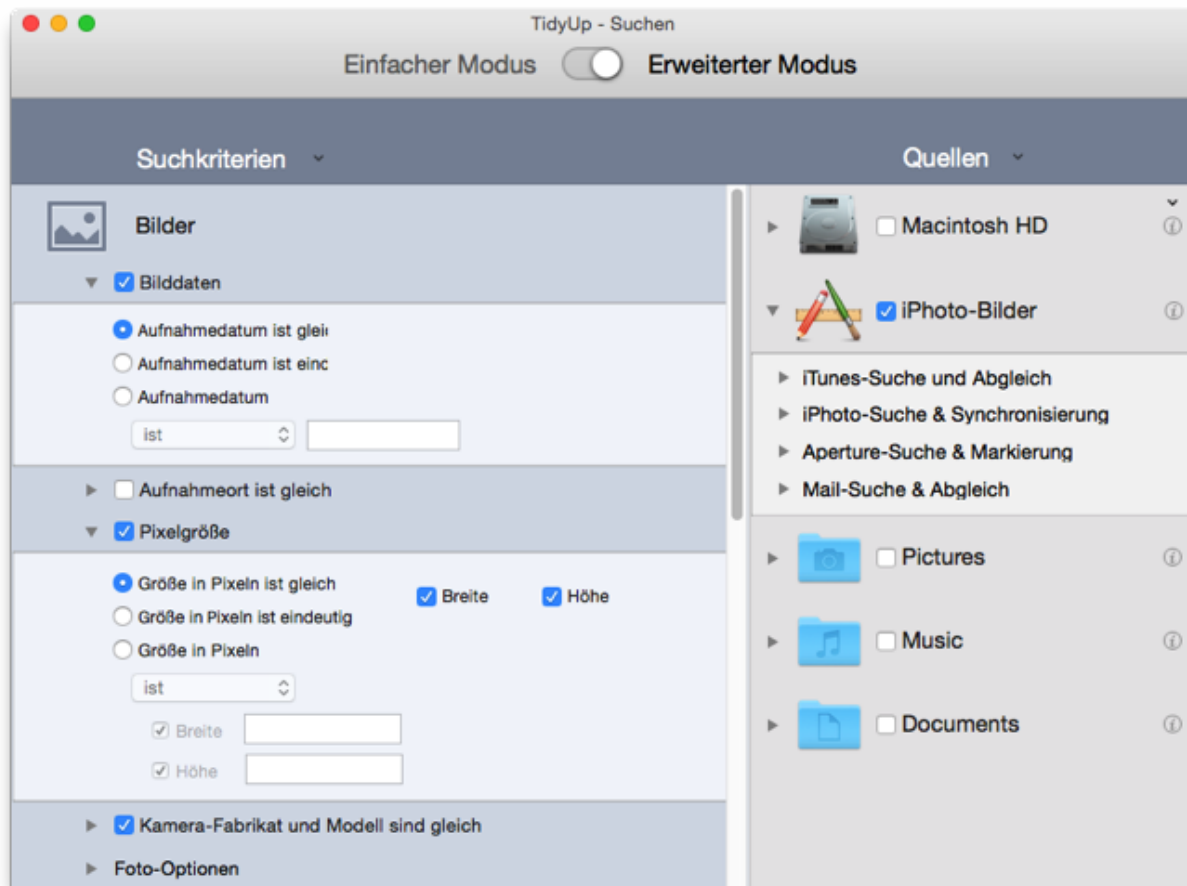 TidyUp - Suchen
Einfacher Modus Erweiterter Modus
Suchkriterien
Bilder
Bilddaten
Aufnahmedatum ist gleic
Aufnahmedatum ist einc
Aufnahmedatum
ist
Aufnahmeort ist gleich
Pixelgröße
Größe in Pixeln ist gleich
Breite Höhe
Größe in Pixeln ist eindeutig
Größe in Pixeln
ist
Breite
Höhe
Kamera-Fabrikat und Modell sind gleich
Foto-Optionen
Quellen
Macintosh HD
iPhoto-Bilder
iTunes-Suche und Abgleich
iPhoto-Suche & Synchronisierung
Aperture-Suche & Markierung
Mail-Suche & Abgleich
Pictures
Music
Documents